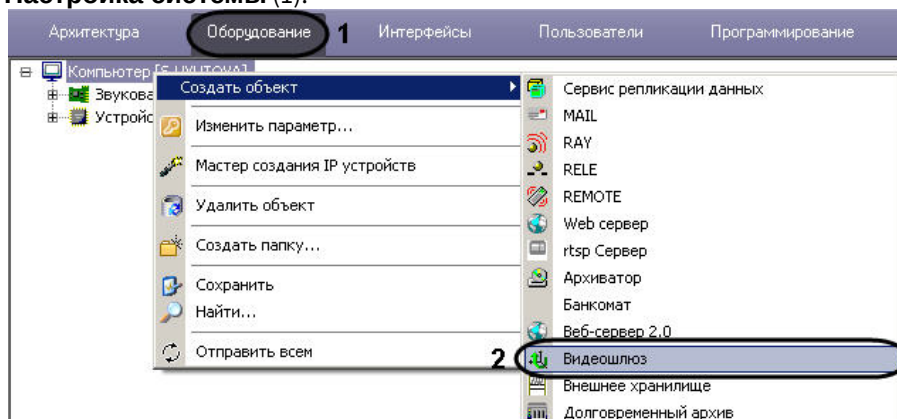 Настройка системы (1).
Архитектура Оборудование 1 Интерфейсы Пользователи Программирование
Компьютер
Создать объект
Изменить параметр...
Мастер создания IP устройств
Удалить объект
Создать папку...
Сохранить
Найти...
Отправить всем
Сервис репликации данных
MAIL
RAY
RELE
REMOTE
Web сервер
rtsp Сервер
Архиватор
Банкомат
Веб-сервер 2.0
2 Видеошлюз
Внешнее хранилище
Долговременный архив